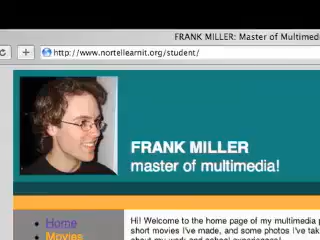 FRANK MILLER: Master of Multimedi
http://www.nortellearnit.org/student/
FRANK MILLER
master of multimedia!
Home
Movies
Hi! Welcome to the home page of my multimedia p
short movies I've made, and some photos I've tak
about my work and school experiences!